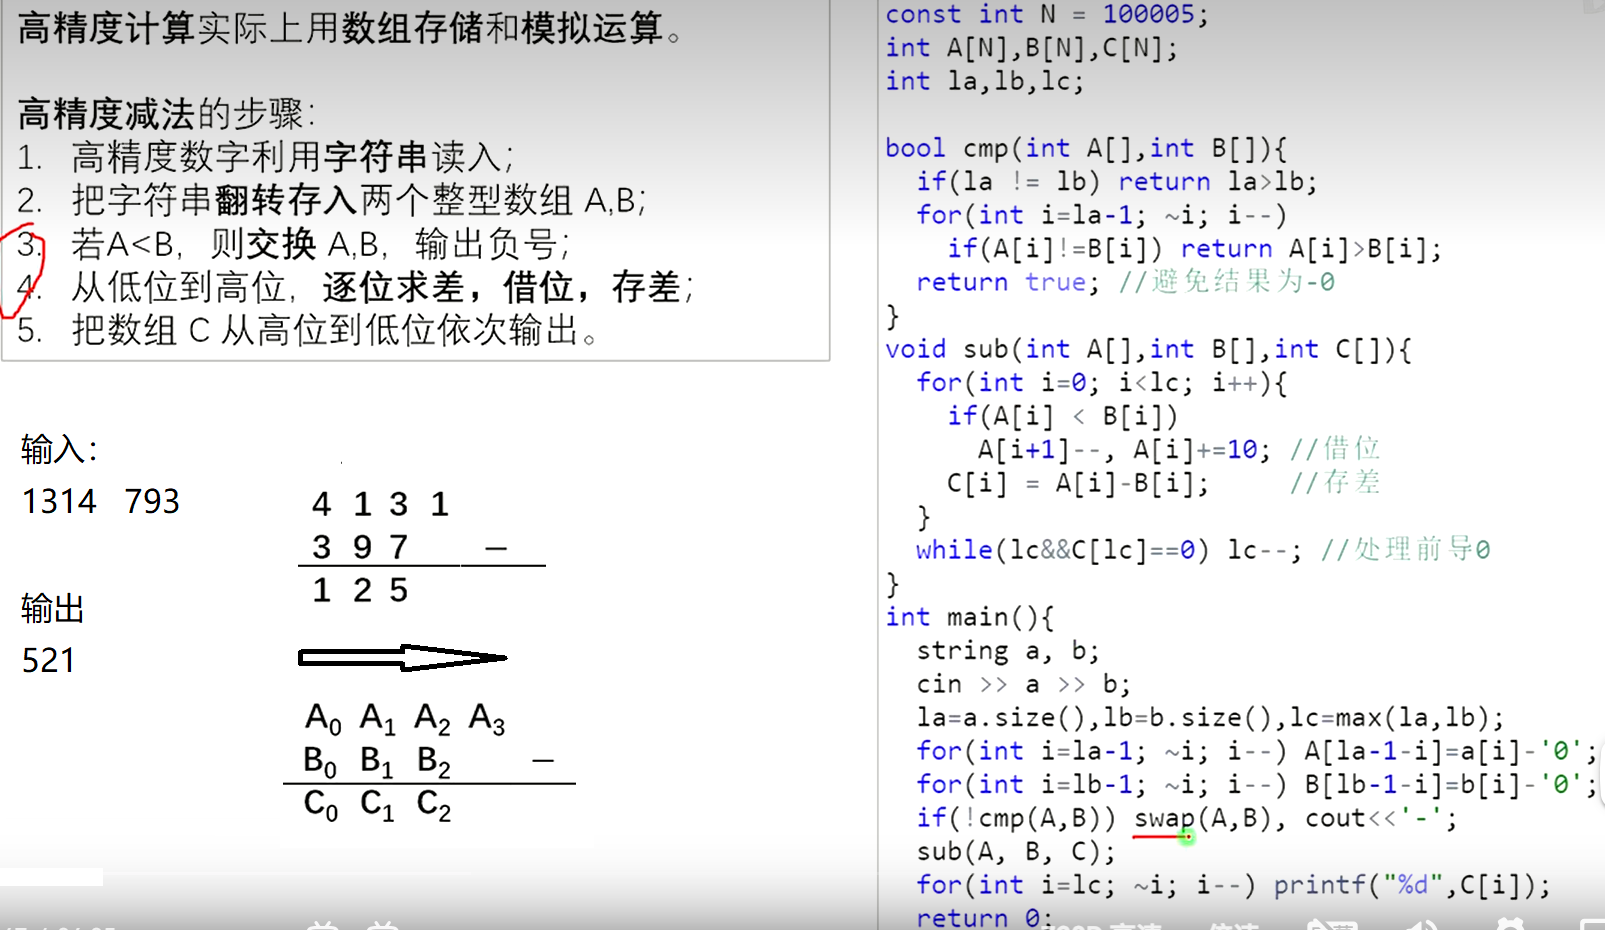 高精度计算实际上用数组存储和模拟运算。
高精度减法的步骤：
1. 高精度数字利用字符串读入；
2. 把字符串翻转存入两个整型数组 A,B；
3. 若A<B，则交换 A,B，输出负号；
4. 从低位到高位，逐位求差，借位，存差；
5. 把数组 C 从高位到低位依次输出。
输入：
1314 793
输出
521
4 1 3 1
3 9 7 －
1 2 5
A0 A1 A2 A3
B0 B1 B2 －
C0 C1 C2
const int N = 100005;
int A[N],B[N],C[N];
int la,lb,lc;
bool cmp(int A[],int B[]){
if(la != lb) return la>lb;
for(int i=la-1; ~i; i--)
if(A[i]!=B[i]) return A[i]>B[i];
return true; //避免结果为-0
}
void sub(int A[],int B[],int C[]){
for(int i=0; i<lc; i++){
if(A[i] < B[i])
A[i+1]--, A[i]+=10; //借位
C[i] = A[i]-B[i]; //存差
}
while(lc&&C[lc]==0) lc--; //处理前导0
}
int main(){
string a, b;
cin >> a >> b;
la=a.size(),lb=b.size(),lc=max(la,lb);
for(int i=la-1; ~i; i--) A[la-1-i]=a[i]-'0';
for(int i=lb-1; ~i; i--) B[lb-1-i]=b[i]-'0';
if(!cmp(A,B)) swap(A,B), cout<<'-';
sub(A, B, C);
for(int i=lc; ~i; i--) printf("%d",C[i]);
return 0;